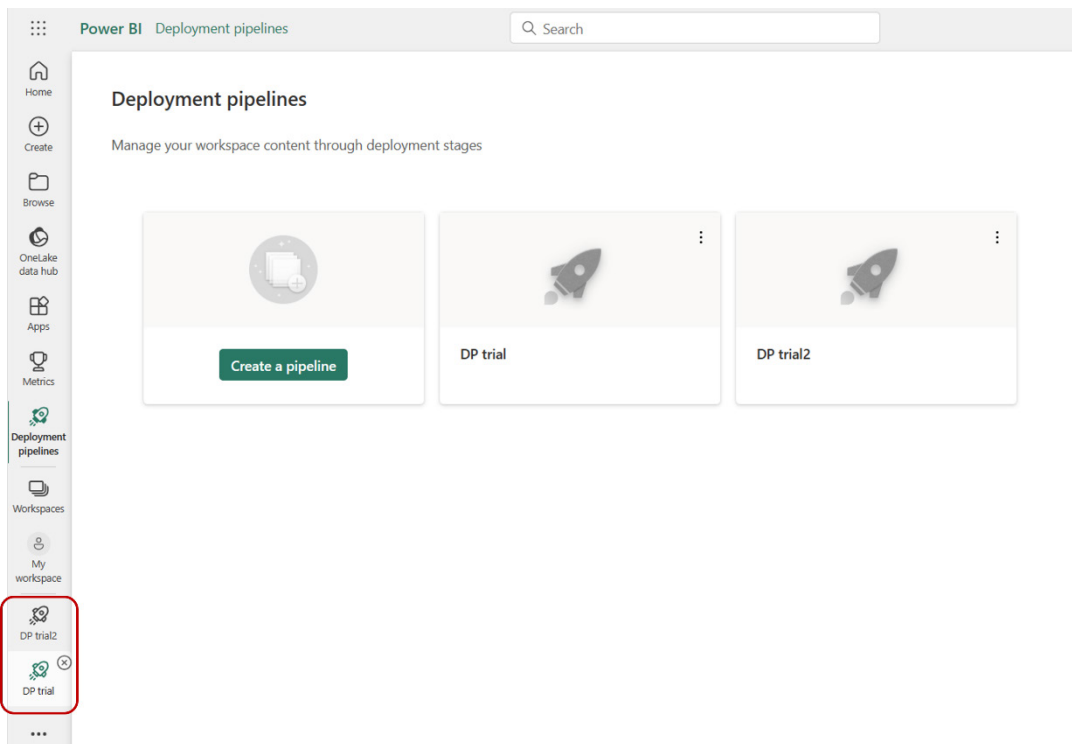 Power BI Deployment pipelines
Search
Home
Create
Browse
OneLake
data hub
Apps
Metrics
Deployment
pipelines
Workspaces
My
workspace
DP trial2
DP trial
Deployment pipelines
Manage your workspace content through deployment stages
Create a pipeline
DP trial
DP trial2